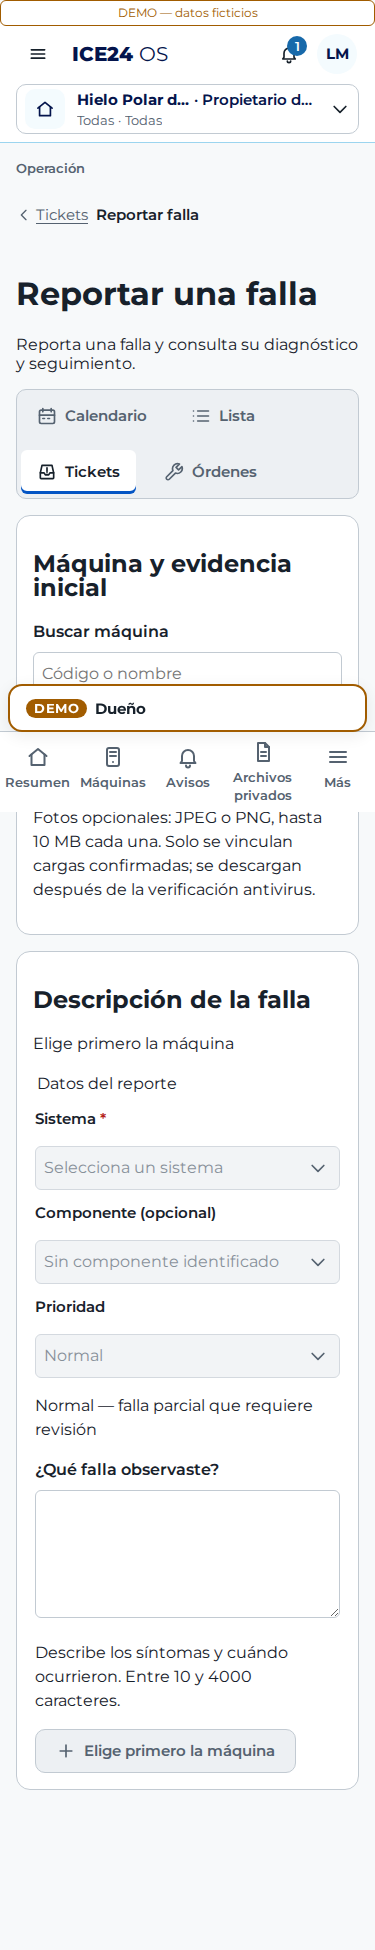 DEMO — datos ficticios
ICE24 OS
1
LM
Hielo Polar d... · Propietario d...
Todas · Todas
Operación
Tickets Reportar falla
Reportar una falla
Reporta una falla y consulta su diagnóstico
y seguimiento.
Calendario
Lista
Tickets
Órdenes
Máquina y evidencia
inicial
Buscar máquina
Código o nombre
DEMO Dueño
Resumen
Máquinas
Avisos
Archivos
privados
Más
Fotos opcionales: JPEG o PNG, hasta
10 MB cada una. Solo se vinculan
cargas confirmadas; se descargan
después de la verificación antivirus.
Descripción de la falla
Elige primero la máquina
Datos del reporte
Sistema *
Selecciona un sistema
Componente (opcional)
Sin componente identificado
Prioridad
Normal
Normal — falla parcial que requiere
revisión
¿Qué falla observaste?
Describe los síntomas y cuándo
ocurrieron. Entre 10 y 4000
caracteres.
Elige primero la máquina